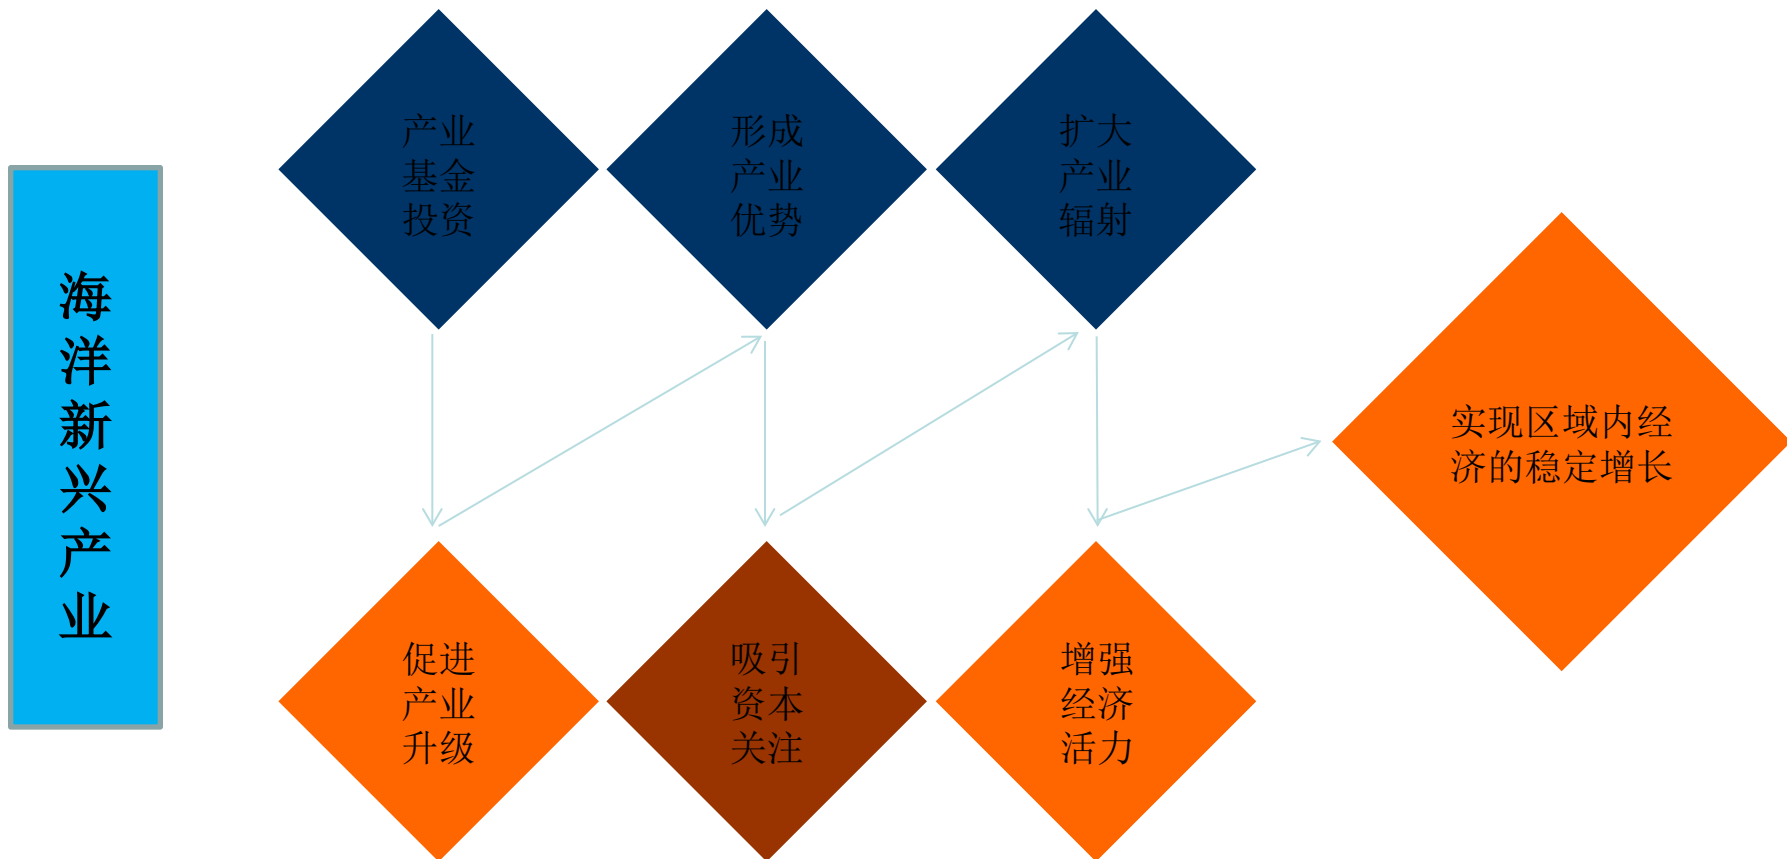 海
洋
新
兴
产
业
产业
基金
投资
形成
产业
优势
扩大
产业
辐射
实现区域内经
济的稳定增长
促进
产业
升级
吸引
资本
关注
增强
经济
活力